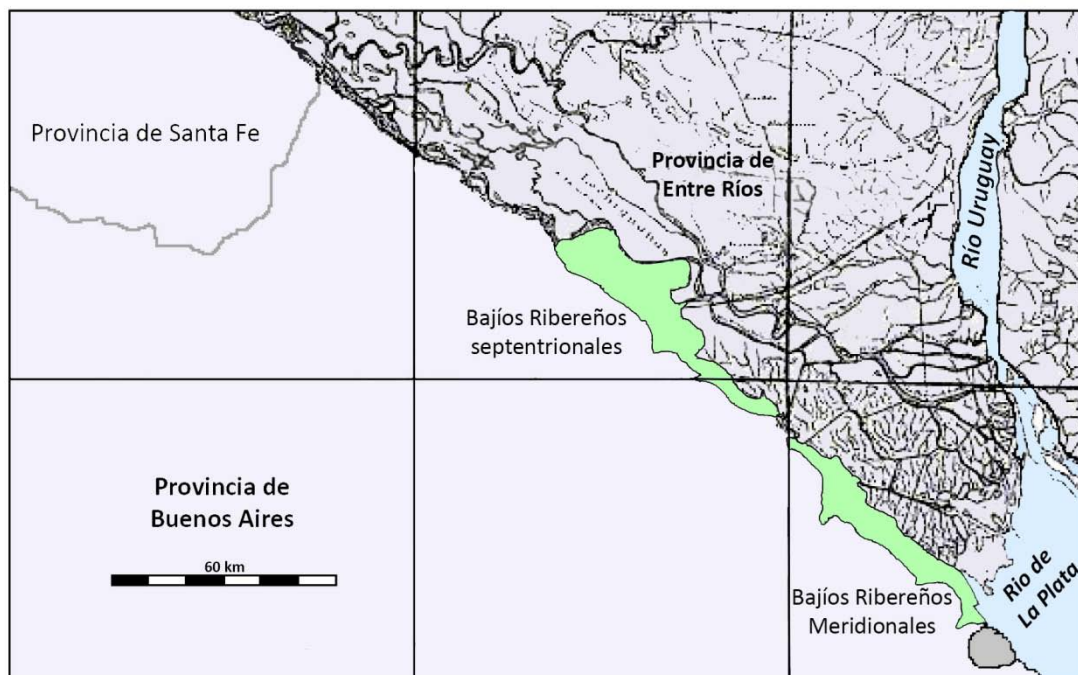 Provincia de Santa Fe
Provincia de
Entre Ríos
Río Uruguay
Bajíos Ribereños
septentrionales
Provincia de
Buenos Aires
60 km
Bajíos Ribereños
Meridionales
Rio de
La Plata